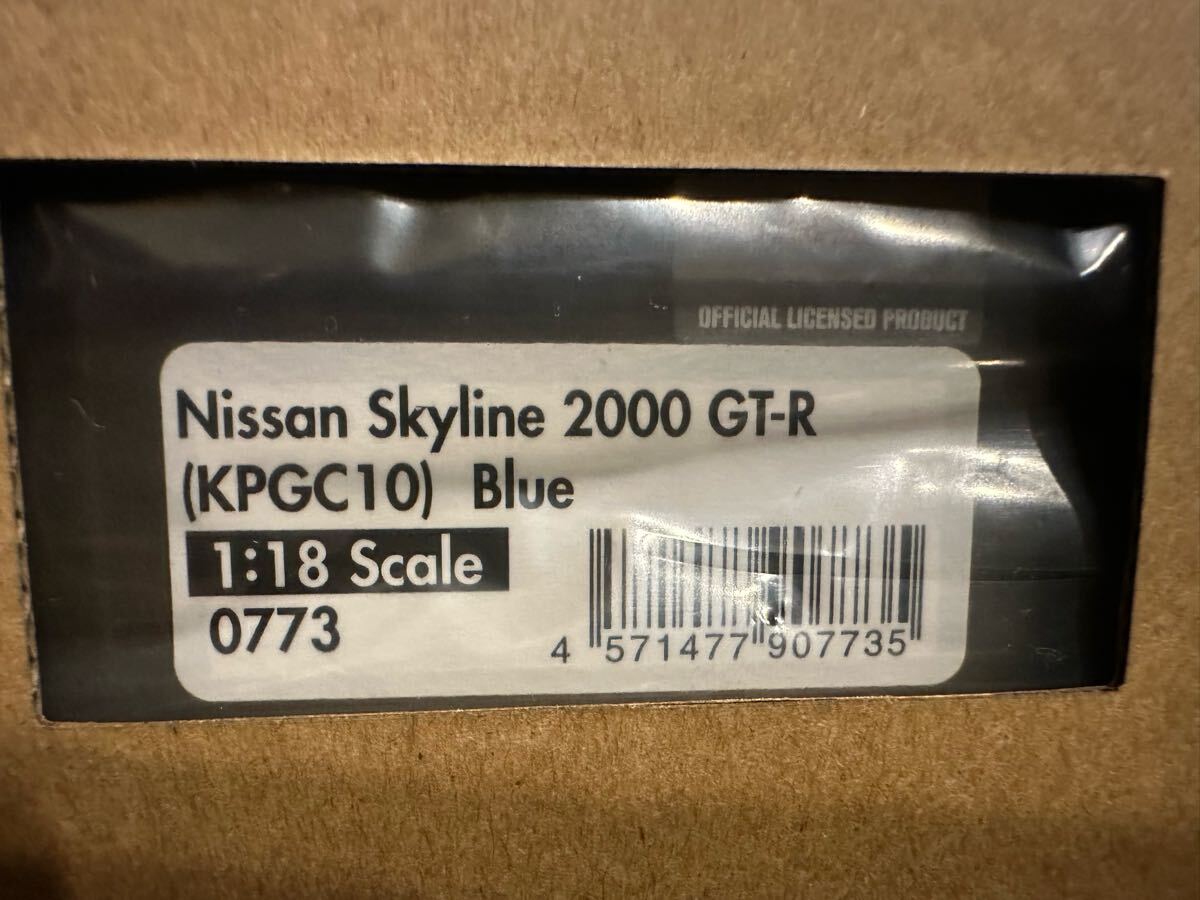 OFFICIAL LICENSED PRODUCT
Nissan Skyline 2000 GT-R
(KPGC10) Blue
1:18 Scale
0773
4 571477 907735